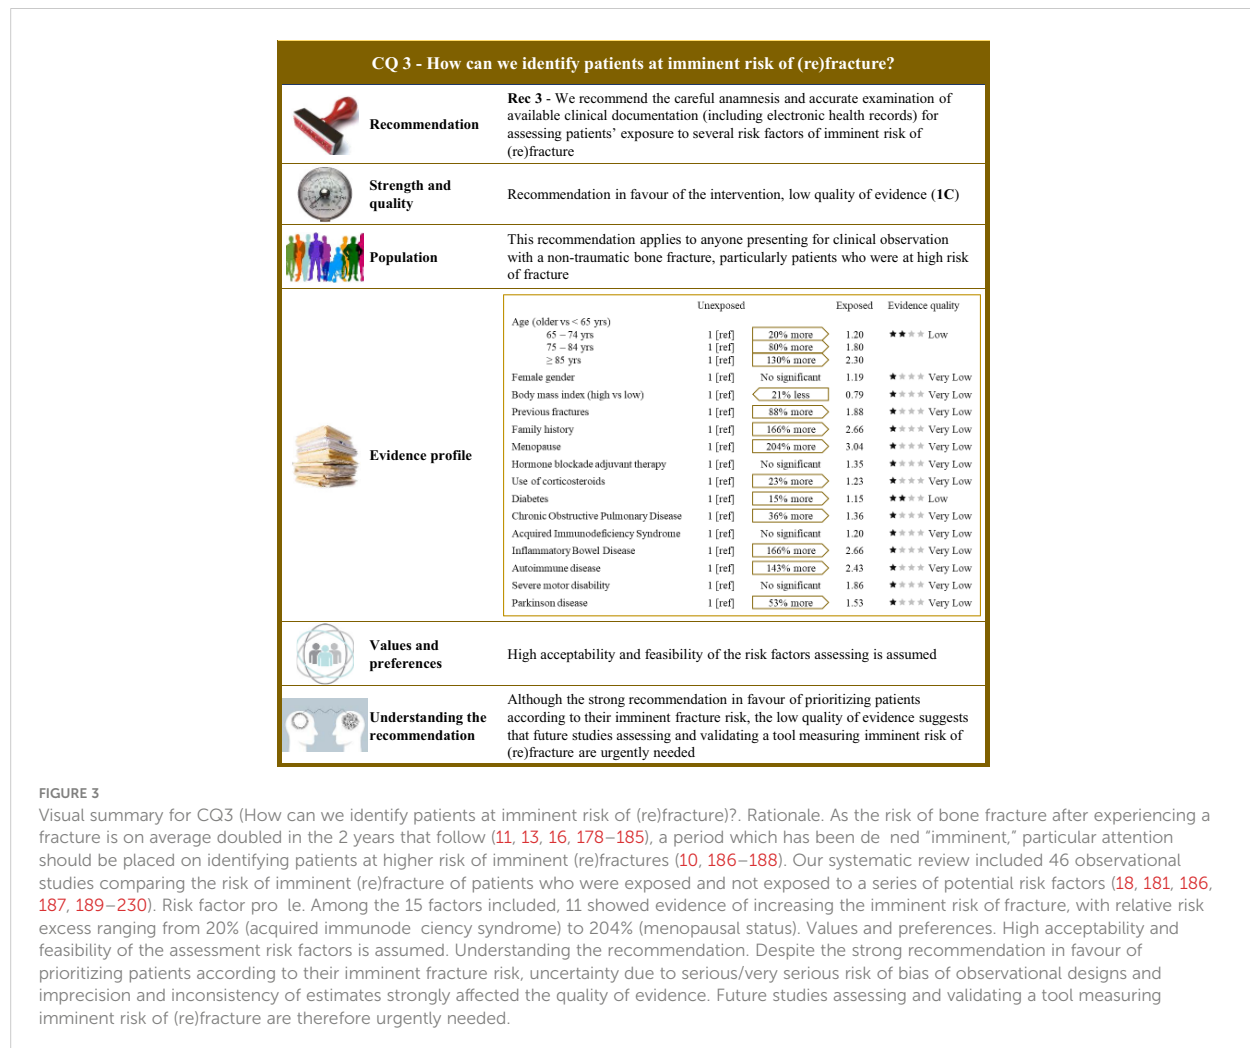 CQ 3 - How can we identify patients at imminent risk of (re)fracture?
Recommendation
Rec 3 - We recommend the careful anamnesis and accurate examination of
available clinical documentation (including electronic health records) for
assessing patients' exposure to several risk factors of imminent risk of
(re)fracture
Strength and
quality
Recommendation in favour of the intervention, low quality of evidence (1C)
Population
This recommendation applies to anyone presenting for clinical observation
with a non-traumatic bone fracture, particularly patients who were at high risk
of fracture
Evidence profile
Unexposed Exposed Evidence quality
Age (older vs < 65 yrs)
65 – 74 yrs 1 [ref] 20% more 1.20 ★★★★ Low
75 – 84 yrs 1 [ref] 80% more 1.80
≥ 85 yrs 1 [ref] 130% more 2.30
Female gender 1 [ref] No significant 1.19 ★★★★ Very Low
Body mass index (high vs low) 1 [ref] 21% less 0.79 ★★★★ Very Low
Previous fractures 1 [ref] 88% more 1.88 ★★★★ Very Low
Family history 1 [ref] 166% more 2.66 ★★★★ Very Low
Menopause 1 [ref] 204% more 3.04 ★★★★ Very Low
Hormone blockade adjuvant therapy 1 [ref] No significant 1.35 ★★★★ Very Low
Use of corticosteroids 1 [ref] 23% more 1.23 ★★★★ Very Low
Diabetes 1 [ref] 15% more 1.15 ★★★★ Low
Chronic Obstructive Pulmonary Disease 1 [ref] 36% more 1.36 ★★★★ Very Low
Acquired Immunodeficiency Syndrome 1 [ref] No significant 1.20 ★★★★ Very Low
Inflammatory Bowel Disease 1 [ref] 166% more 2.66 ★★★★ Very Low
Autoimmune disease 1 [ref] 143% more 2.43 ★★★★ Very Low
Severe motor disability 1 [ref] No significant 1.86 ★★★★ Very Low
Parkinson disease 1 [ref] 53% more 1.53 ★★★★ Very Low
Values and
preferences
High acceptability and feasibility of the risk factors assessing is assumed
Understanding the
recommendation
Although the strong recommendation in favour of prioritizing patients
according to their imminent fracture risk, the low quality of evidence suggests
that future studies assessing and validating a tool measuring imminent risk of
(re)fracture are urgently needed
FIGURE 3
Visual summary for CQ3 (How can we identify patients at imminent risk of (re)fracture)?. Rationale. As the risk of bone fracture after experiencing a
fracture is on average doubled in the 2 years that follow (11, 13, 16, 178–185), a period which has been de ned "imminent," particular attention
should be placed on identifying patients at higher risk of imminent (re)fractures (10, 186–188). Our systematic review included 46 observational
studies comparing the risk of imminent (re)fracture of patients who were exposed and not exposed to a series of potential risk factors (18, 181, 186,
187, 189–230). Risk factor pro le. Among the 15 factors included, 11 showed evidence of increasing the imminent risk of fracture, with relative risk
excess ranging from 20% (acquired immunode ciency syndrome) to 204% (menopausal status). Values and preferences. High acceptability and
feasibility of the assessment risk factors is assumed. Understanding the recommendation. Despite the strong recommendation in favour of
prioritizing patients according to their imminent fracture risk, uncertainty due to serious/very serious risk of bias of observational designs and
imprecision and inconsistency of estimates strongly affected the quality of evidence. Future studies assessing and validating a tool measuring
imminent risk of (re)fracture are therefore urgently needed.